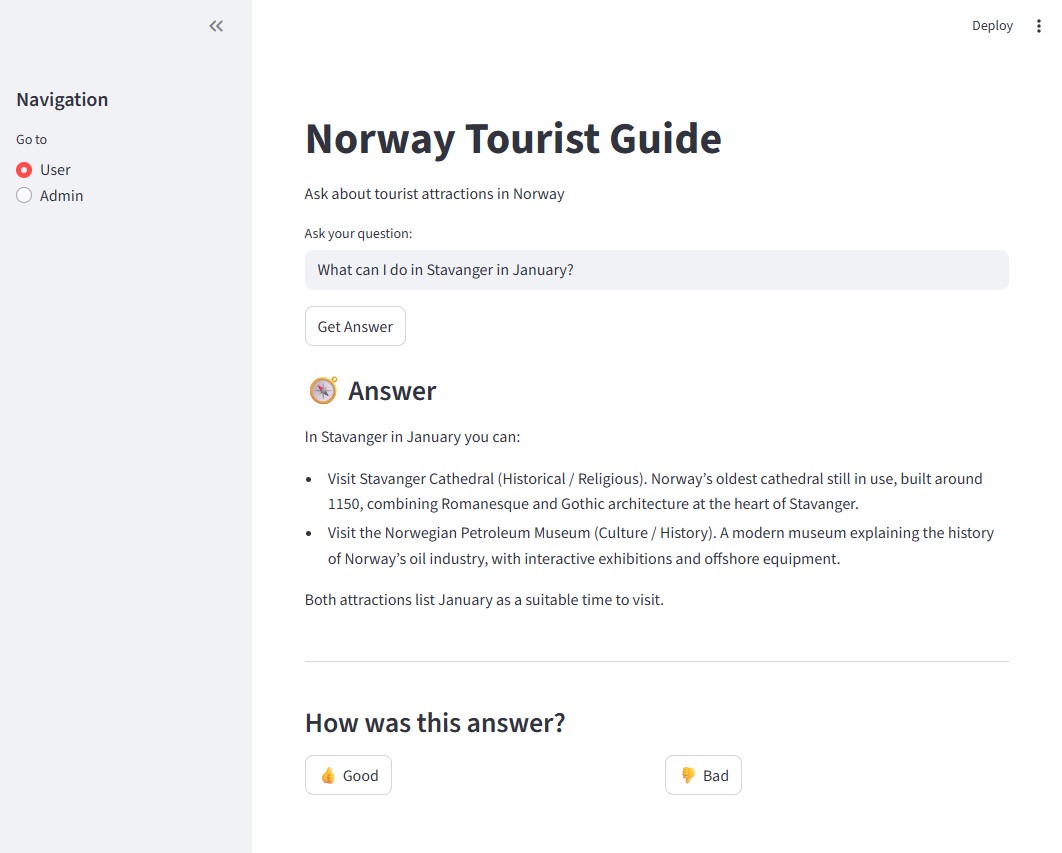 Deploy
Navigation
Go to
User
Admin
Norway Tourist Guide
Ask about tourist attractions in Norway
Ask your question:
What can I do in Stavanger in January?
Get Answer
Answer
In Stavanger in January you can:
• Visit Stavanger Cathedral (Historical / Religious). Norway’s oldest cathedral still in use, built around
1150, combining Romanesque and Gothic architecture at the heart of Stavanger.
• Visit the Norwegian Petroleum Museum (Culture / History). A modern museum explaining the history
of Norway’s oil industry, with interactive exhibitions and offshore equipment.
Both attractions list January as a suitable time to visit.
How was this answer?
Good
Bad